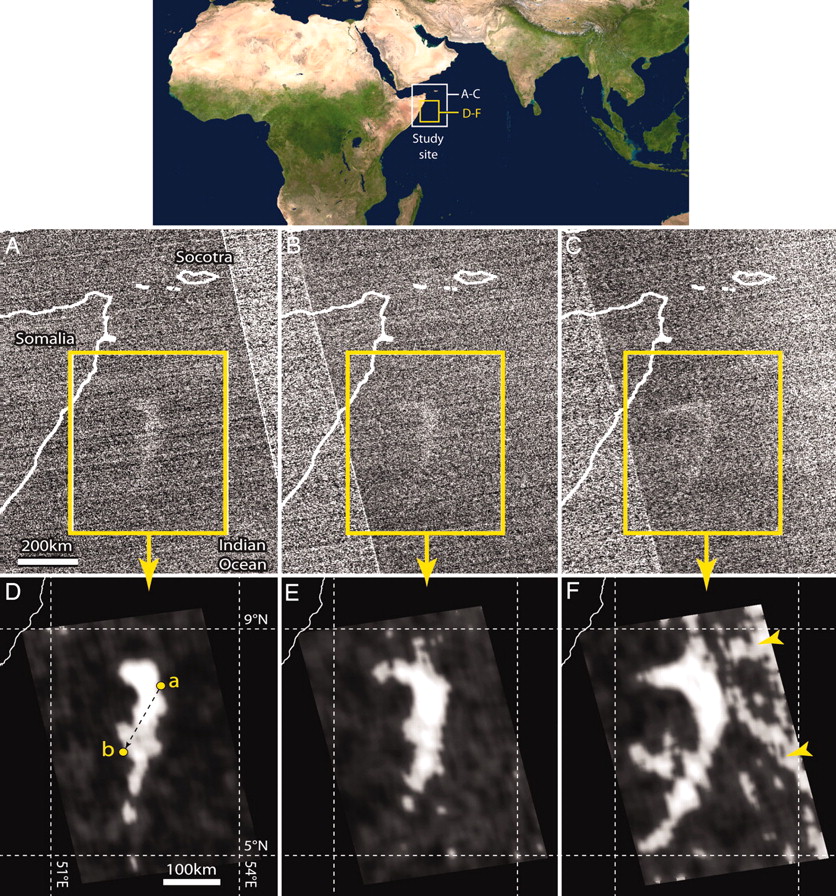 A-C
D-F
Study
site
A
B
C
Socotra
Somalia
200km
Indian
Ocean
D
E
F
9°N
a
b
5°N
51°E
54°E
100km